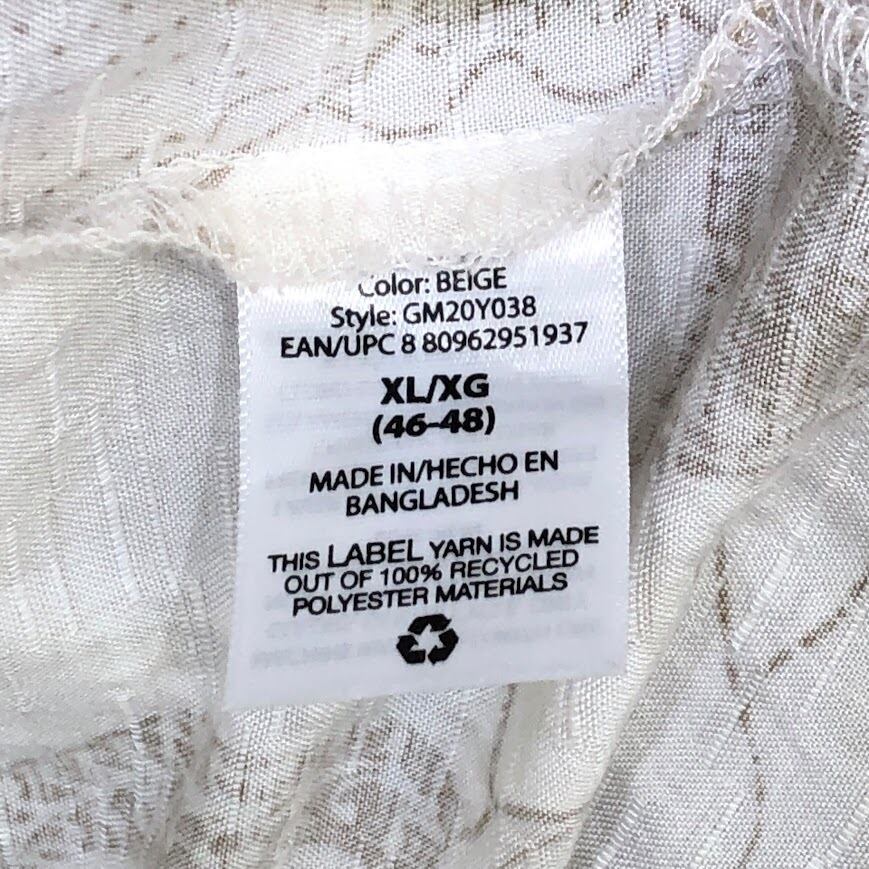 Color: BEIGE
Style: GM20Y038
EAN/UPC 8 80962951937
XL/XG
(46-48)
MADE IN/HECHO EN
BANGLADESH
THIS LABEL YARN IS MADE
OUT OF 100% RECYCLED
POLYESTER MATERIALS